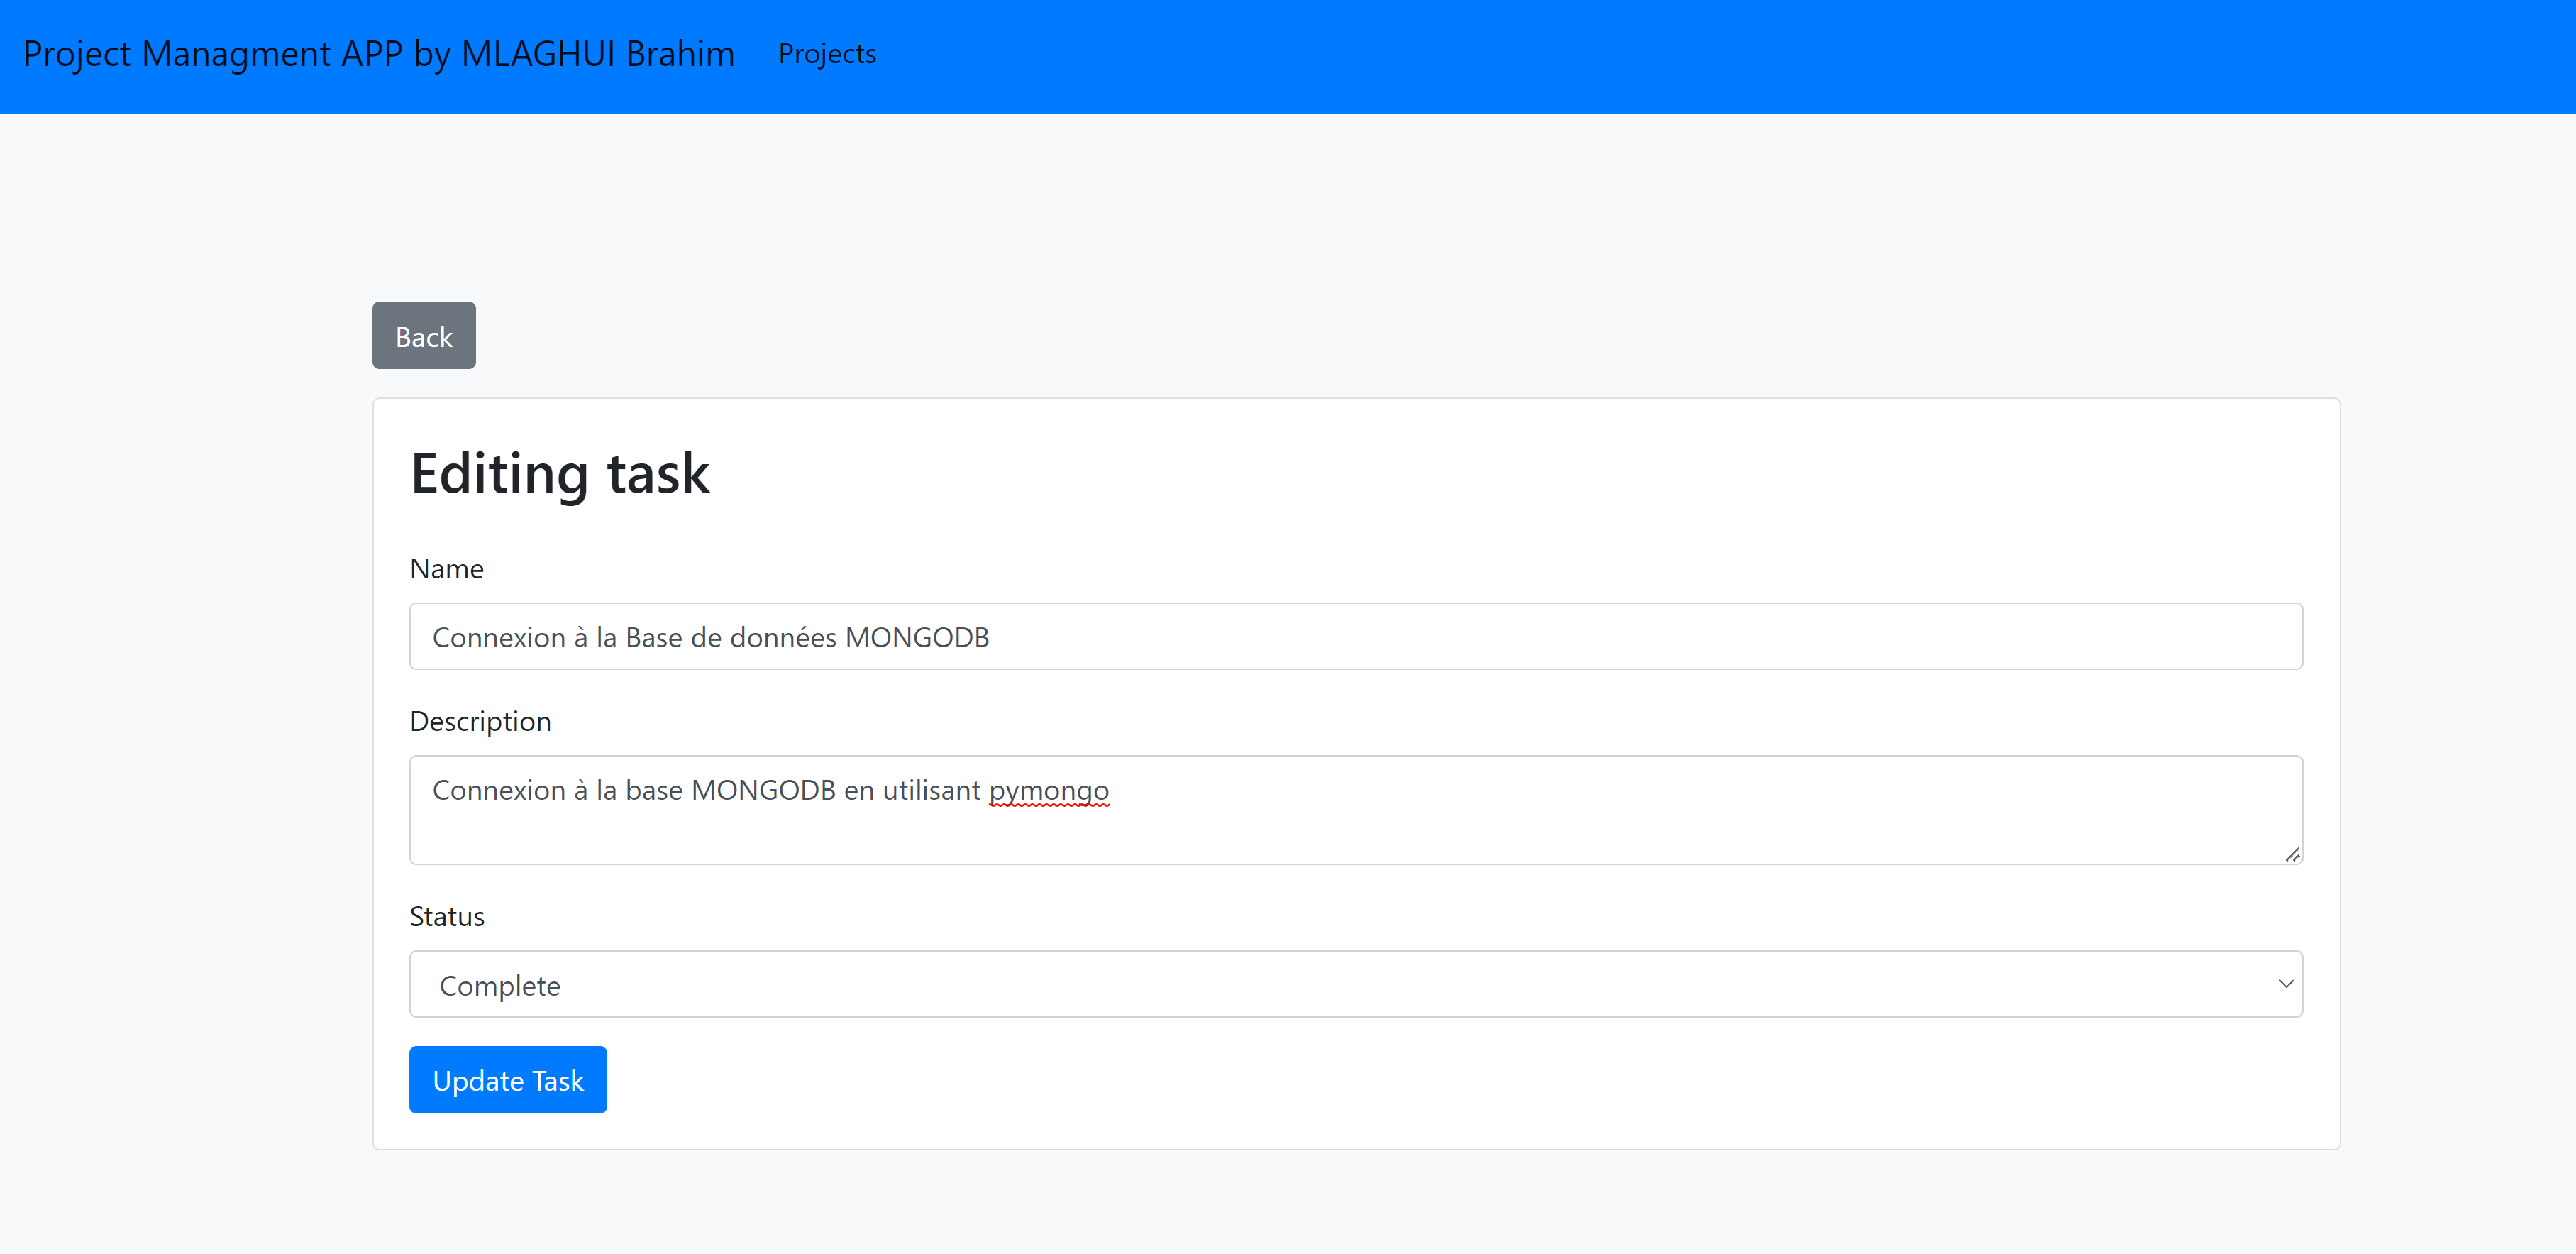 Project Managment APP by MLAGHUI Brahim Projects
Back
Editing task
Name
Connexion à la Base de données MONGODB
Description
Connexion à la base MONGODB en utilisant pymongo
Status
Complete
Update Task